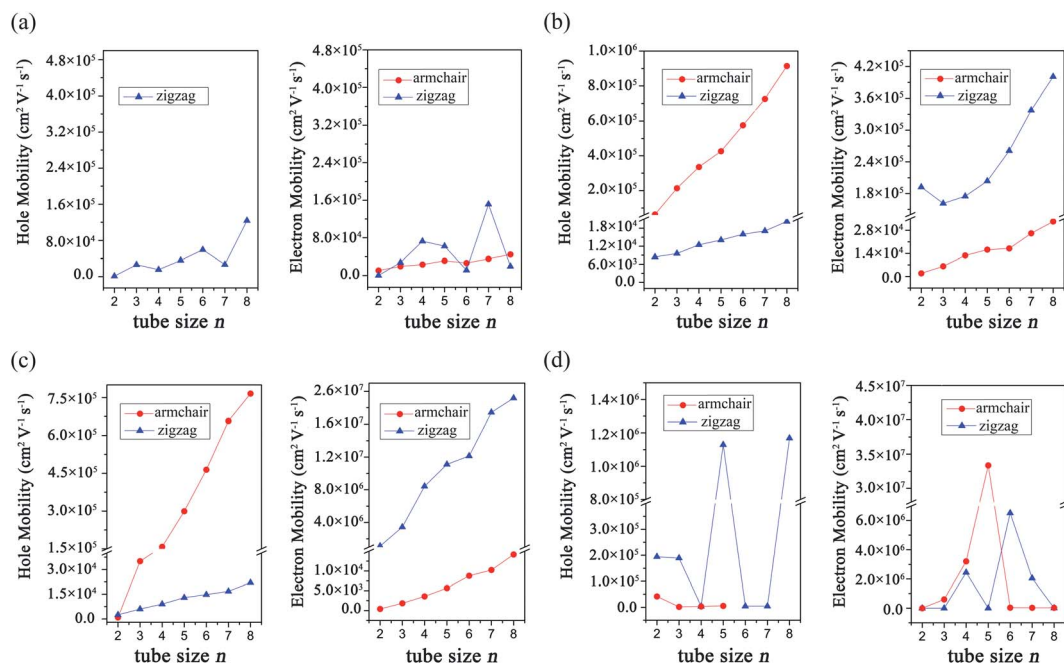 (a)
Hole Mobility (cm² V⁻¹ s⁻¹)
4.8×10⁵
4.0×10⁵
3.2×10⁵
2.4×10⁵
1.6×10⁵
8.0×10⁴
0.0
zigzag
2 3 4 5 6 7 8
tube size n
Electron Mobility (cm² V⁻¹ s⁻¹)
4.8×10⁵
4.0×10⁵
3.2×10⁵
2.4×10⁵
1.6×10⁵
8.0×10⁴
0.0
armchair
zigzag
2 3 4 5 6 7 8
tube size n
(b)
Hole Mobility (cm² V⁻¹ s⁻¹)
1.0×10⁶
8.0×10⁵
6.0×10⁵
4.0×10⁵
2.0×10⁵
1.8×10⁴
1.2×10⁴
6.0×10³
0.0
armchair
zigzag
2 3 4 5 6 7 8
tube size n
Electron Mobility (cm² V⁻¹ s⁻¹)
4.2×10⁵
3.6×10⁵
3.0×10⁵
2.4×10⁵
1.8×10⁵
2.8×10⁴
1.4×10⁴
0.0
armchair
zigzag
2 3 4 5 6 7 8
tube size n
(c)
Hole Mobility (cm² V⁻¹ s⁻¹)
7.5×10⁵
6.0×10⁵
4.5×10⁵
3.0×10⁵
1.5×10⁵
3.0×10⁴
1.5×10⁴
0.0
armchair
zigzag
2 3 4 5 6 7 8
tube size n
Electron Mobility (cm² V⁻¹ s⁻¹)
2.6×10⁷
2.0×10⁷
1.5×10⁷
1.0×10⁷
7.6×10⁶
4.0×10⁶
1.0×10⁴
5.0×10³
0.0
armchair
zigzag
2 3 4 5 6 7 8
tube size n
(d)
Hole Mobility (cm² V⁻¹ s⁻¹)
1.4×10⁶
1.2×10⁶
1.0×10⁶
8.0×10⁵
3.0×10⁵
2.0×10⁵
1.0×10⁵
0.0
armchair
zigzag
2 3 4 5 6 7 8
tube size n
Electron Mobility (cm² V⁻¹ s⁻¹)
4.5×10⁷
4.0×10⁷
3.5×10⁷
3.0×10⁷
6.0×10⁶
4.0×10⁶
2.0×10⁶
0.0
armchair
zigzag
2 3 4 5 6 7 8
tube size n